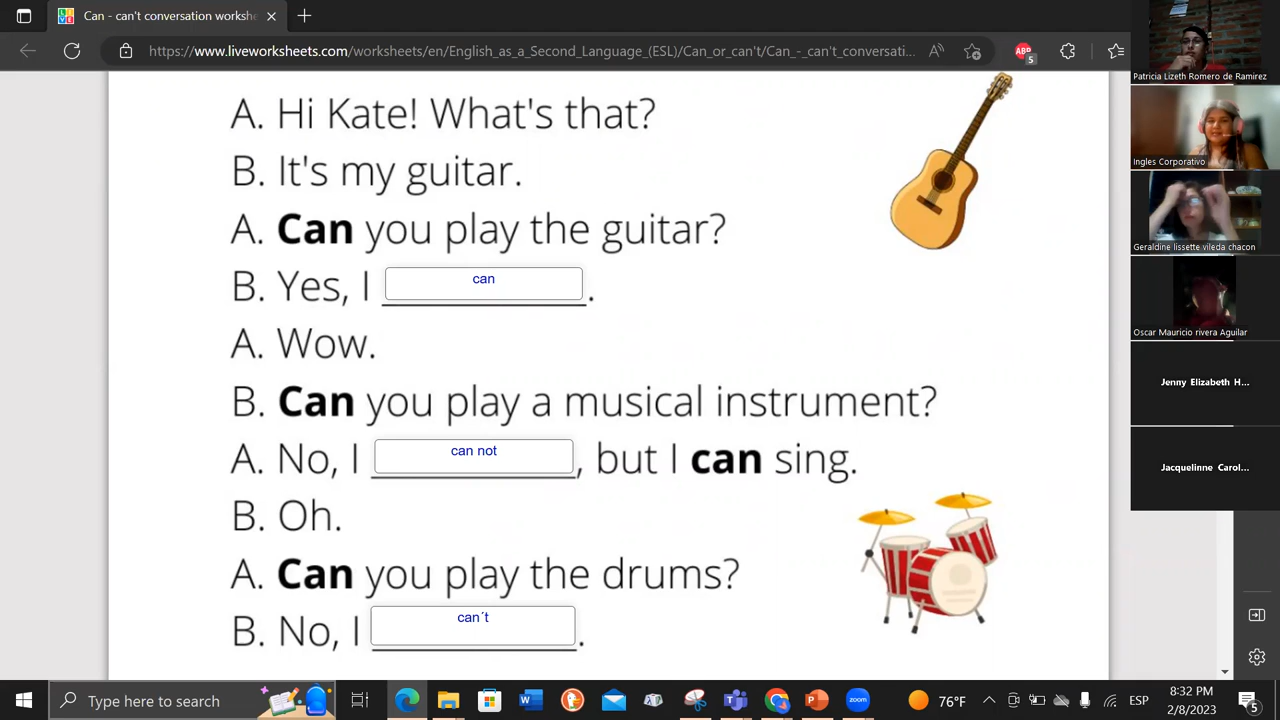 Can - can't conversation workshe
https://www.liveworksheets.com/worksheets/en/English_as_a_Second_Language_(ESL)/Can_or_can't/Can_-_can't_conversati...
ABP
5
A. Hi Kate! What's that?
B. It's my guitar.
A. Can you play the guitar?
B. Yes, I can.
A. Wow.
B. Can you play a musical instrument?
A. No, I can not, but I can sing.
B. Oh.
A. Can you play the drums?
B. No, I can´t.
Patricia Lizeth Romero de Ramirez
Ingles Corporativo
Geraldine lissette vileda chacon
Oscar Mauricio rivera Aguilar
Jenny Elizabeth H...
Jacquelinne Carol...
Type here to search
zoom
76°F
ESP
8:32 PM
2/8/2023
5